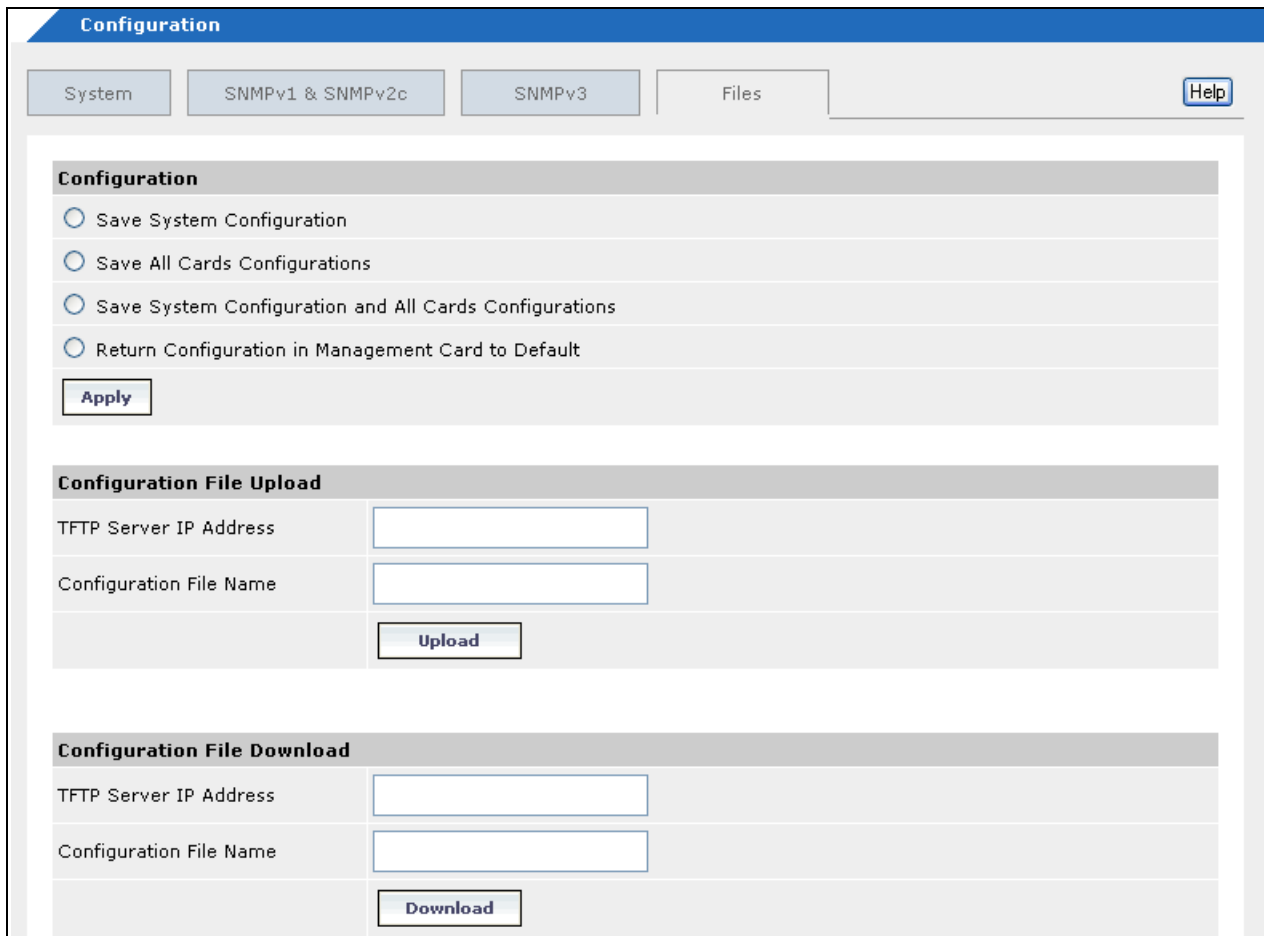 Configuration
System
SNMPv1 & SNMPv2c
SNMPv3
Files
Help
Configuration
Save System Configuration
Save All Cards Configurations
Save System Configuration and All Cards Configurations
Return Configuration in Management Card to Default
Apply
Configuration File Upload
TFTP Server IP Address
Configuration File Name
Upload
Configuration File Download
TFTP Server IP Address
Configuration File Name
Download